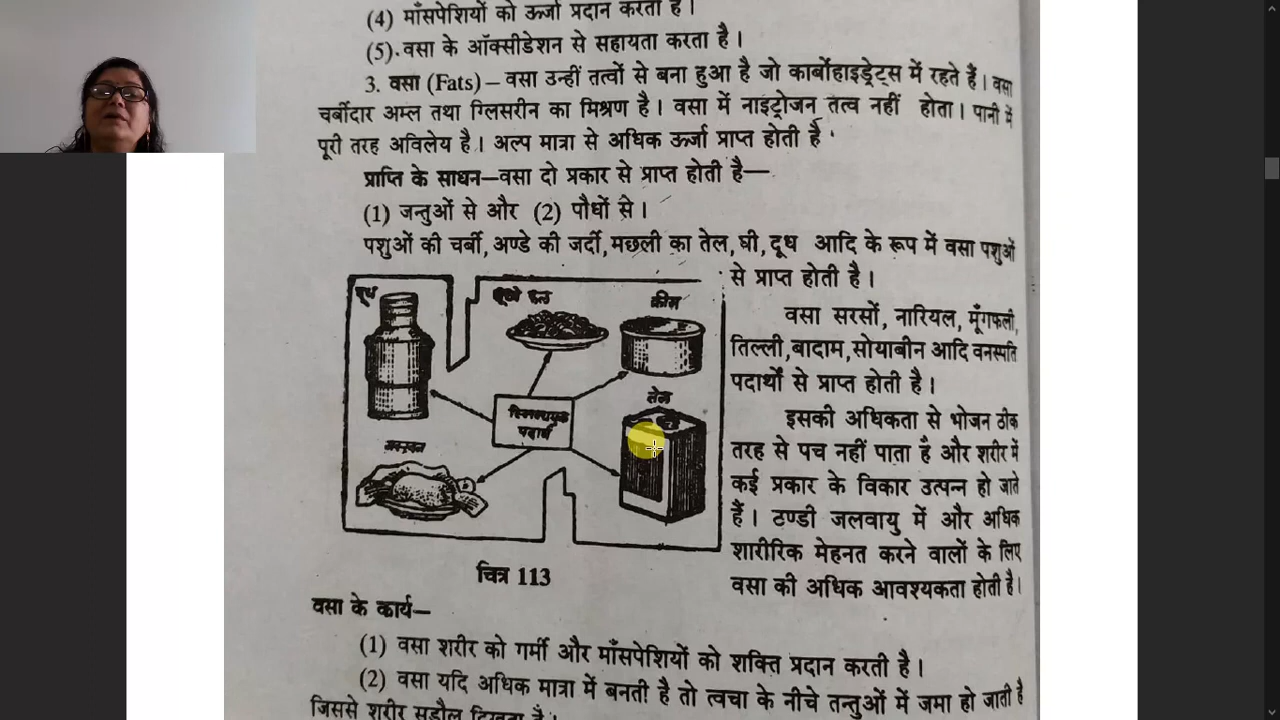 (4) माँसपेशियों को ऊर्जा प्रदान करता है।
(5). वसा के ऑक्सीडेशन से सहायता करता है।
3. वसा (Fats) – वसा उन्हीं तत्वों से बना हुआ है जो कार्बोहाइड्रेट्स में रहते हैं। वसा
चर्बीदार अम्ल तथा ग्लिसरीन का मिश्रण है। वसा में नाइट्रोजन तत्व नहीं होता। पानी में
पूरी तरह अविलेय है। अल्प मात्रा से अधिक ऊर्जा प्राप्त होती है
प्राप्ति के साधन–वसा दो प्रकार से प्राप्त होती है—
(1) जन्तुओं से और (2) पौधों से।
पशुओं की चर्बी, अण्डे की जर्दी, मछली का तेल, घी, दूध आदि के रूप में वसा पशुओं
से प्राप्त होती है।
वसा सरसों, नारियल, मूँगफली,
तिल्ली, बादाम, सोयाबीन आदि वनस्पति
पदार्थों से प्राप्त होती है।
इसकी अधिकता से भोजन ठीक
तरह से पच नहीं पाता है और शरीर में
कई प्रकार के विकार उत्पन्न हो जाते
हैं। ठण्डी जलवायु में और अधिक
शारीरिक मेहनत करने वालों के लिए
वसा की अधिक आवश्यकता होती है।
दूध
क्रीम
तेल
पदार्थ
चित्र 113
वसा के कार्य—
(1) वसा शरीर को गर्मी और माँसपेशियों को शक्ति प्रदान करती है।
(2) वसा यदि अधिक मात्रा में बनती है तो त्वचा के नीचे तन्तुओं में जमा हो जाती है
जिससे शरीर सुडौल दिखता है।